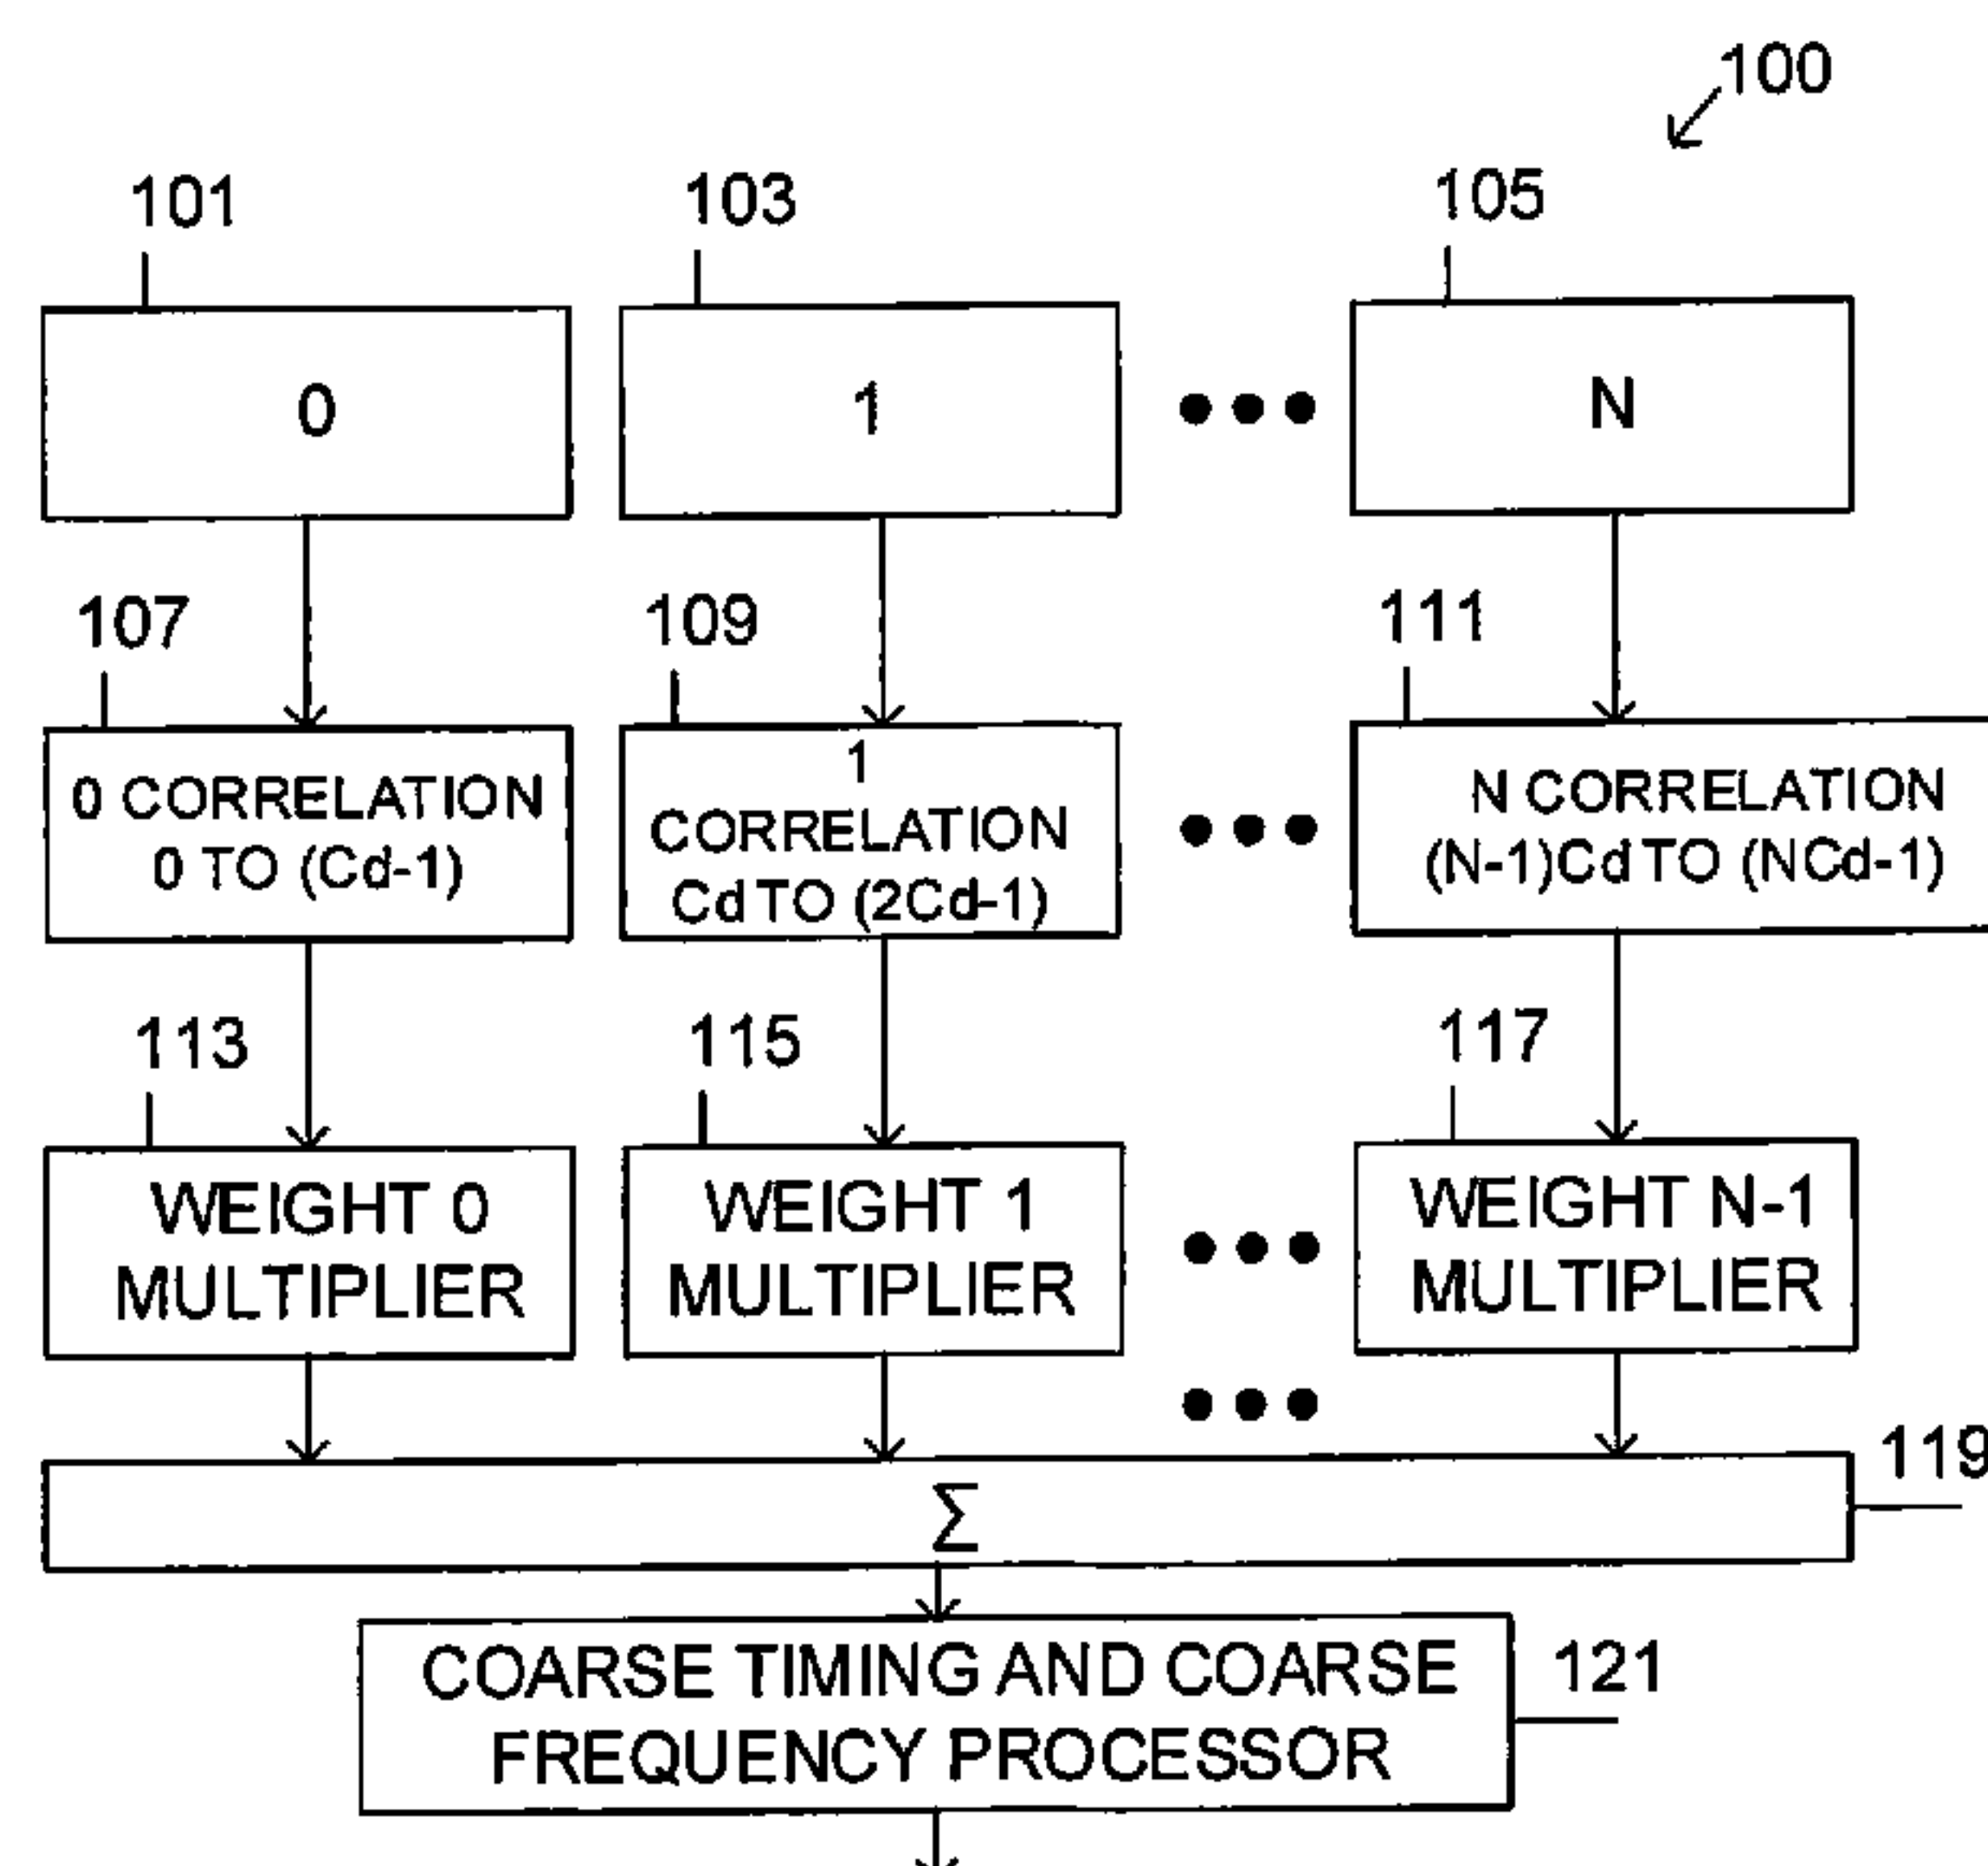 100
101
103
105
0
1
N
107
109
111
0 CORRELATION
0 TO (Cd-1)
1
CORRELATION
Cd TO (2Cd-1)
N CORRELATION
(N-1)Cd TO (NCd-1)
113
115
117
WEIGHT 0
MULTIPLIER
WEIGHT 1
MULTIPLIER
WEIGHT N-1
MULTIPLIER
119
Σ
COARSE TIMING AND COARSE
FREQUENCY PROCESSOR
121